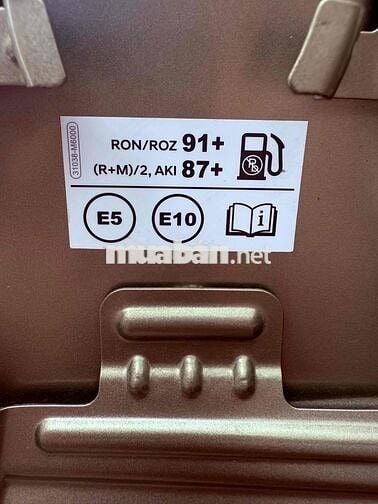 31038-M6000
RON/ROZ 91+
(R+M)/2, AKI 87+
Pb
E5 E10 i
muaban.net